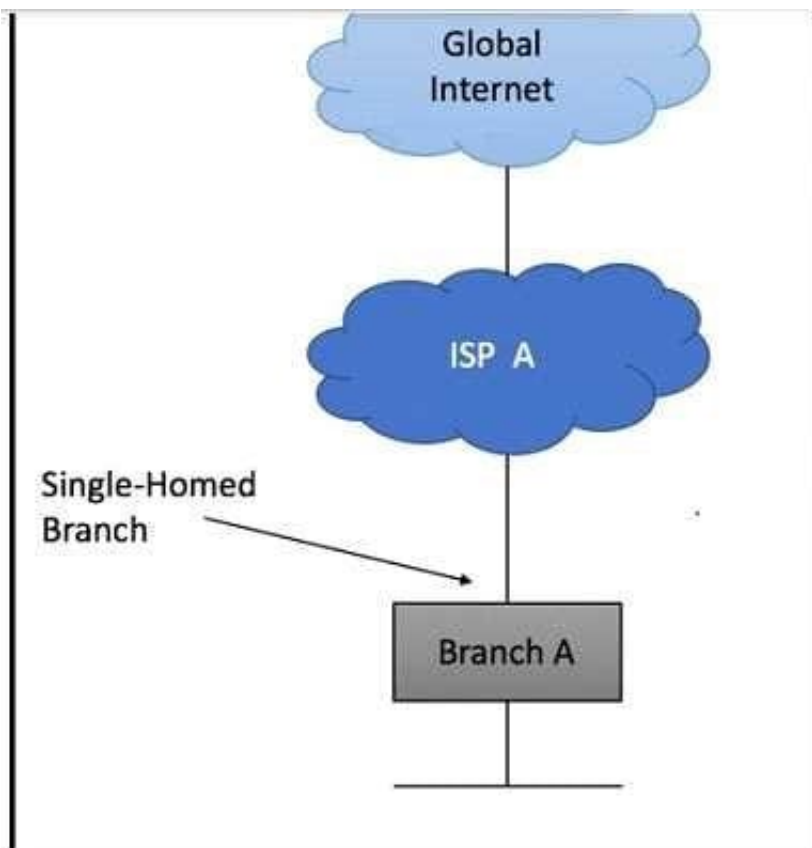 Global
Internet
ISP A
Single-Homed
Branch
Branch A